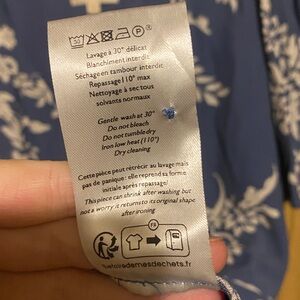 30
P
Lavage à 30° délicat
Blanchiment interdit
Séchage en tambour interdit
Repassage 110° max
Nettoyage à sec tous
solvants normaux
Gentle wash at 30°
Do not bleach
Do not tumble dry
Iron low heat (110°)
Dry cleaning
Cette pièce peut rétrécir au lavage mais
pas de panique : elle reprend sa forme
initiale après repassage!
This piece can shrink after washing but
not a worry it returns to its original shape
after ironing
FR